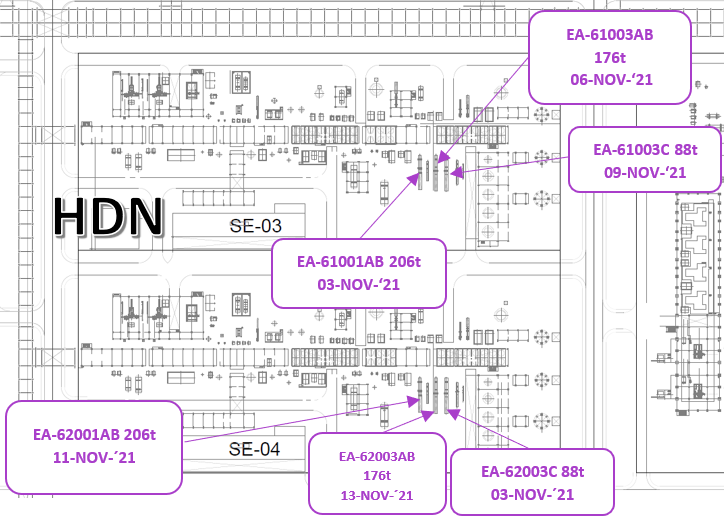 EA-61003AB
176t
06-NOV-‘21
EA-61003C 88t
09-NOV-‘21
HDN
SE-03
EA-61001AB 206t
03-NOV-‘21
EA-62001AB 206t
11-NOV-´21
SE-04
EA-62003AB
176t
13-NOV-´21
EA-62003C 88t
03-NOV-´21